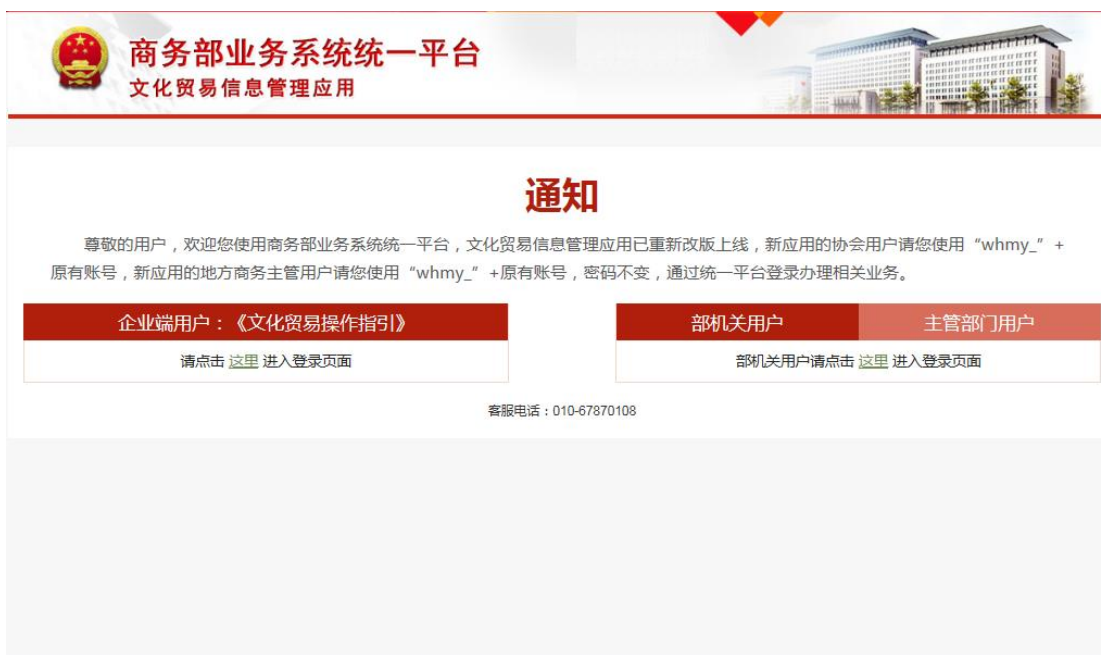 商务部业务系统统一平台
文化贸易信息管理应用
通知
尊敬的用户，欢迎您使用商务部业务系统统一平台，文化贸易信息管理应用已重新改版上线，新应用的协会用户请您使用“whmy_”+
原有账号，新应用的地方商务主管用户请您使用“whmy_”+原有账号，密码不变，通过统一平台登录办理相关业务。
企业端用户：《文化贸易操作指引》
部机关用户 主管部门用户
请点击 这里 进入登录页面
部机关用户请点击 这里 进入登录页面
客服电话：010-67870108